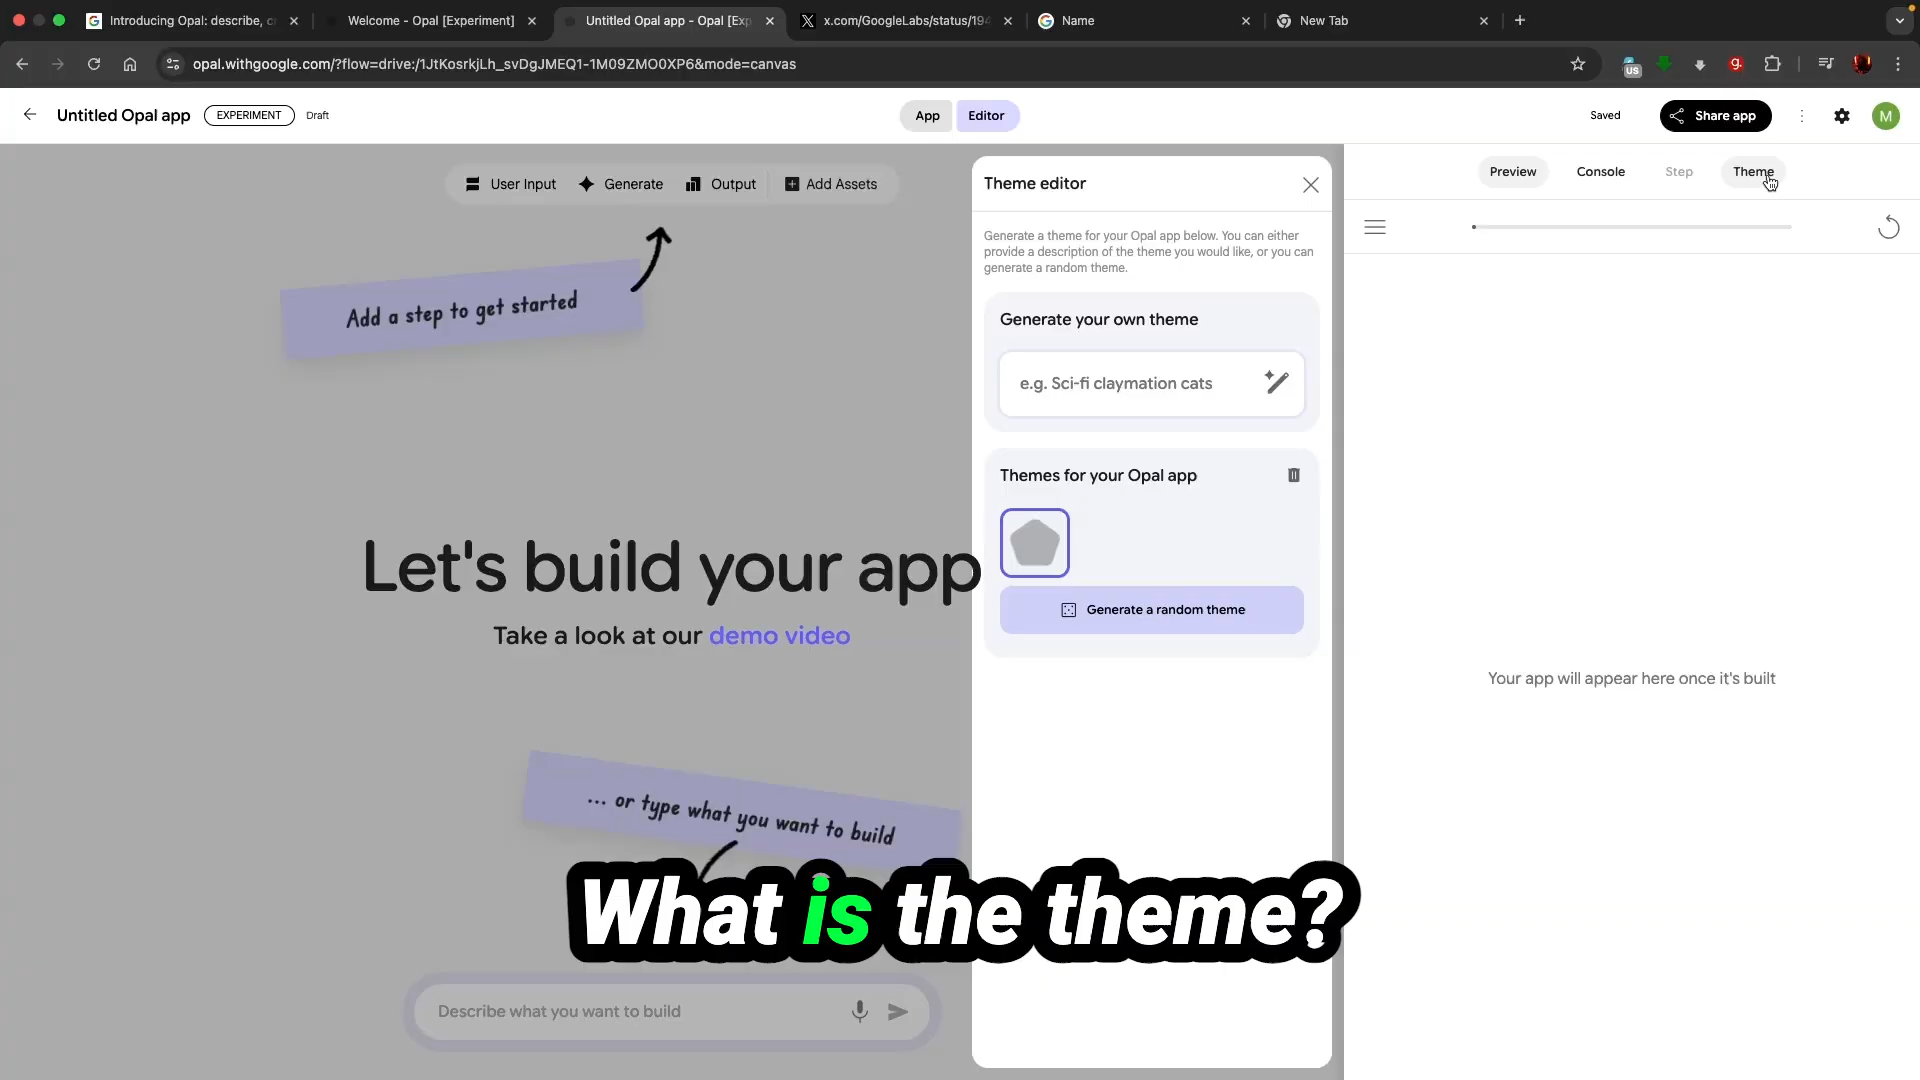 Introducing Opal: describe, cr
Welcome - Opal [Experiment]
Untitled Opal app - Opal [Exp
x.com/GoogleLabs/status/194
Name
New Tab
opal.withgoogle.com/?flow=drive:/1JtKosrkjLh_svDgJMEQ1-1M09ZMO0XP6&mode=canvas
US
g.
Untitled Opal app
EXPERIMENT
Draft
App
Editor
Saved
Share app
M
User Input
Generate
Output
Add Assets
Theme editor
Preview
Console
Step
Theme
Generate a theme for your Opal app below. You can either
provide a description of the theme you would like, or you can
generate a random theme.
Add a step to get started
Generate your own theme
e.g. Sci-fi claymation cats
Themes for your Opal app
Generate a random theme
Let's build your app
Take a look at our demo video
Your app will appear here once it's built
... or type what you want to build
What is the theme?
Describe what you want to build